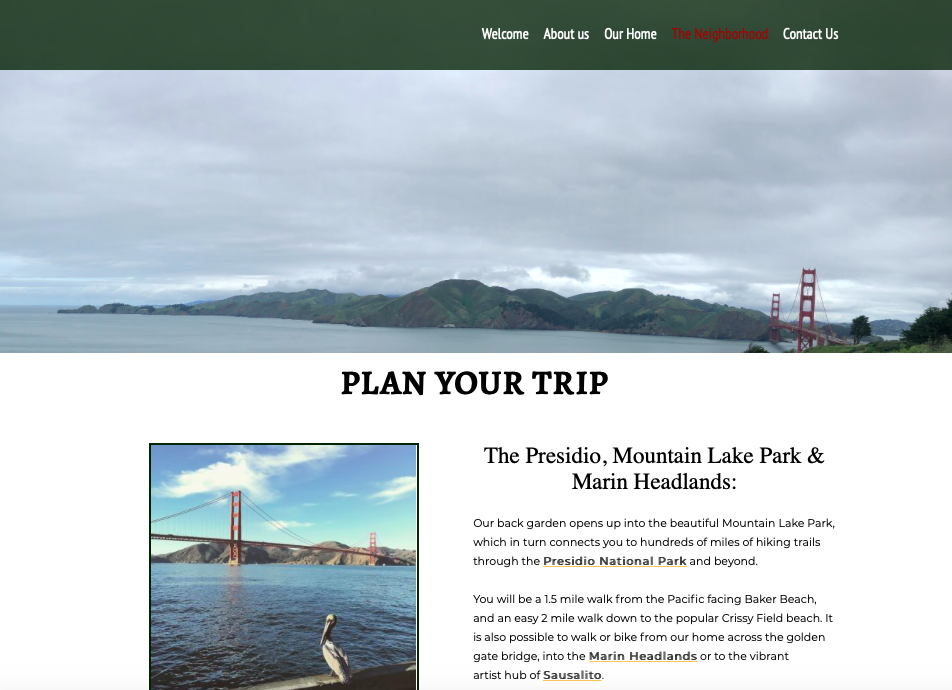 Welcome About us Our Home The Neighborhood Contact Us
PLAN YOUR TRIP
The Presidio, Mountain Lake Park &
Marin Headlands:
Our back garden opens up into the beautiful Mountain Lake Park,
which in turn connects you to hundreds of miles of hiking trails
through the Presidio National Park and beyond.
You will be a 1.5 mile walk from the Pacific facing Baker Beach,
and an easy 2 mile walk down to the popular Crissy Field beach. It
is also possible to walk or bike from our home across the golden
gate bridge, into the Marin Headlands or to the vibrant
artist hub of Sausalito.